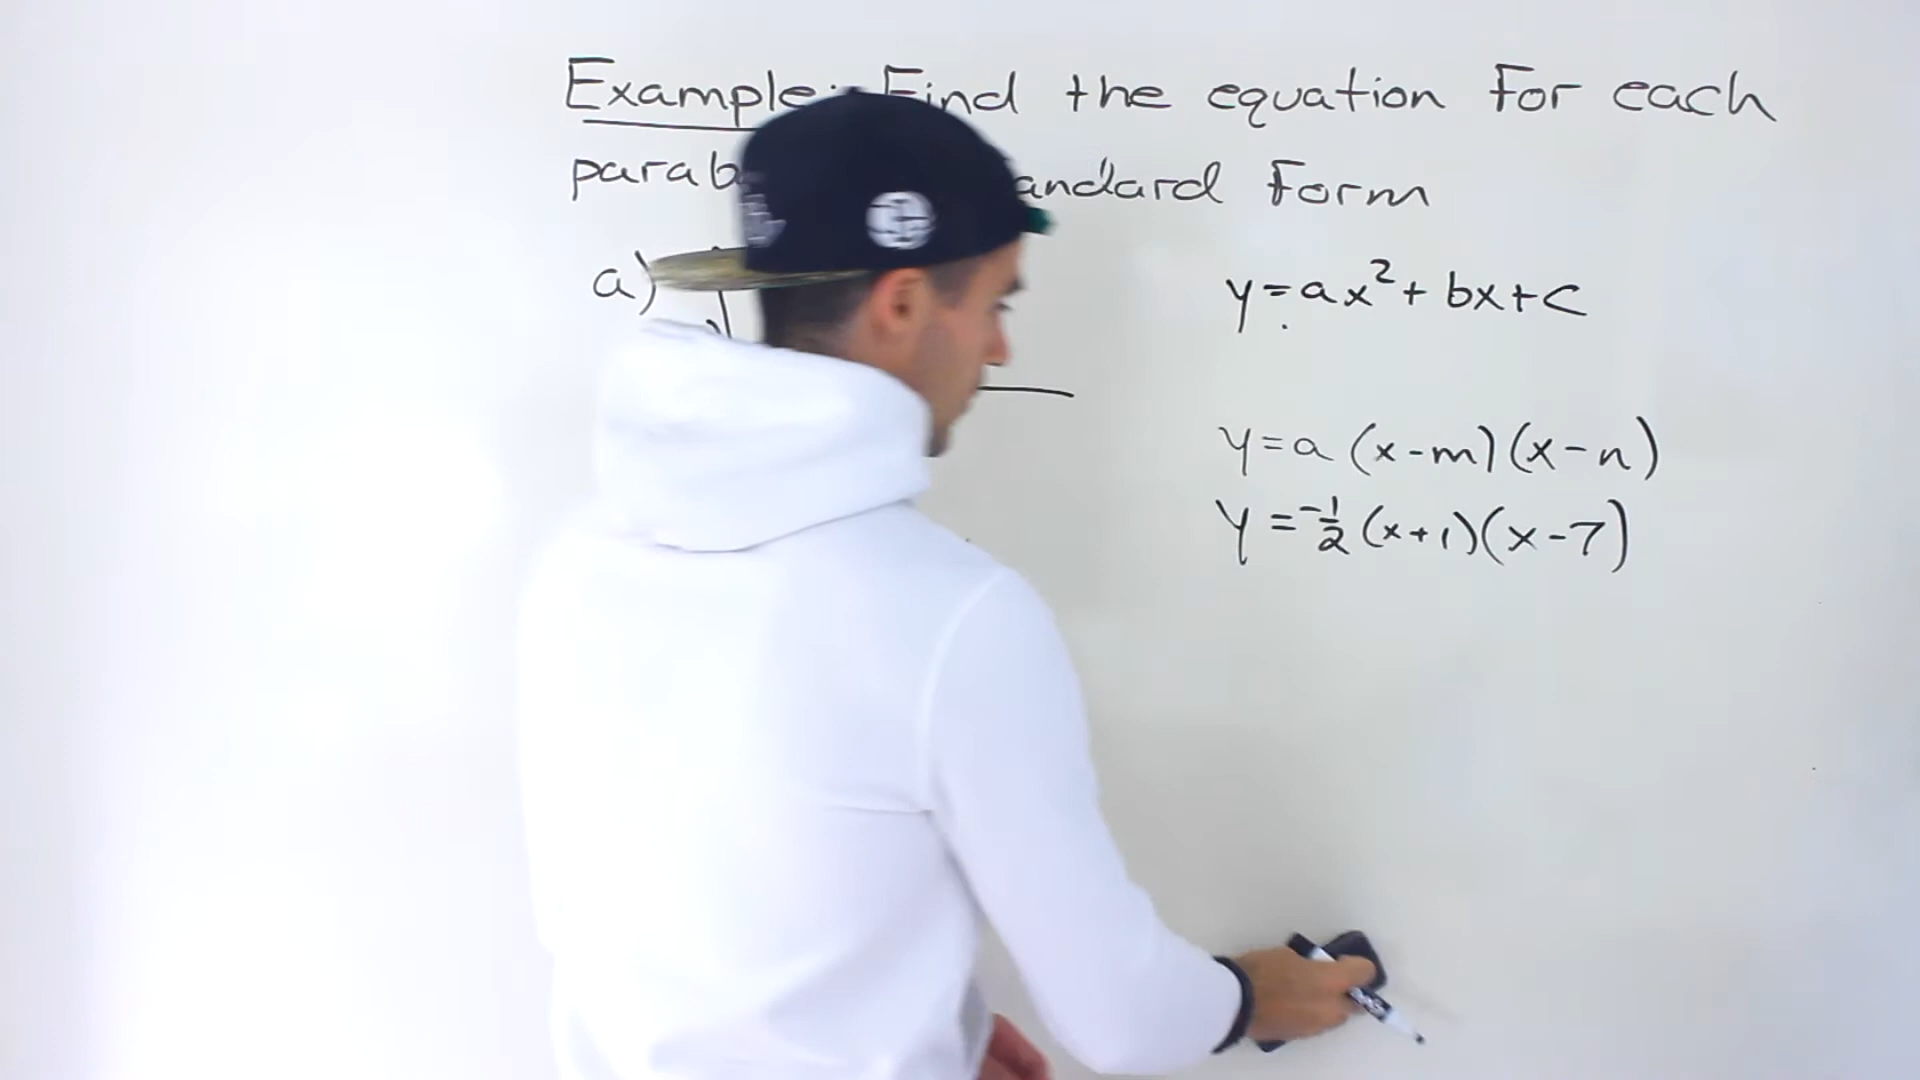 Example: Find the equation for each
parab andard form
a)
y=ax²+bx+c
y=a(x-m)(x-n)
y=-½(x+1)(x-7)